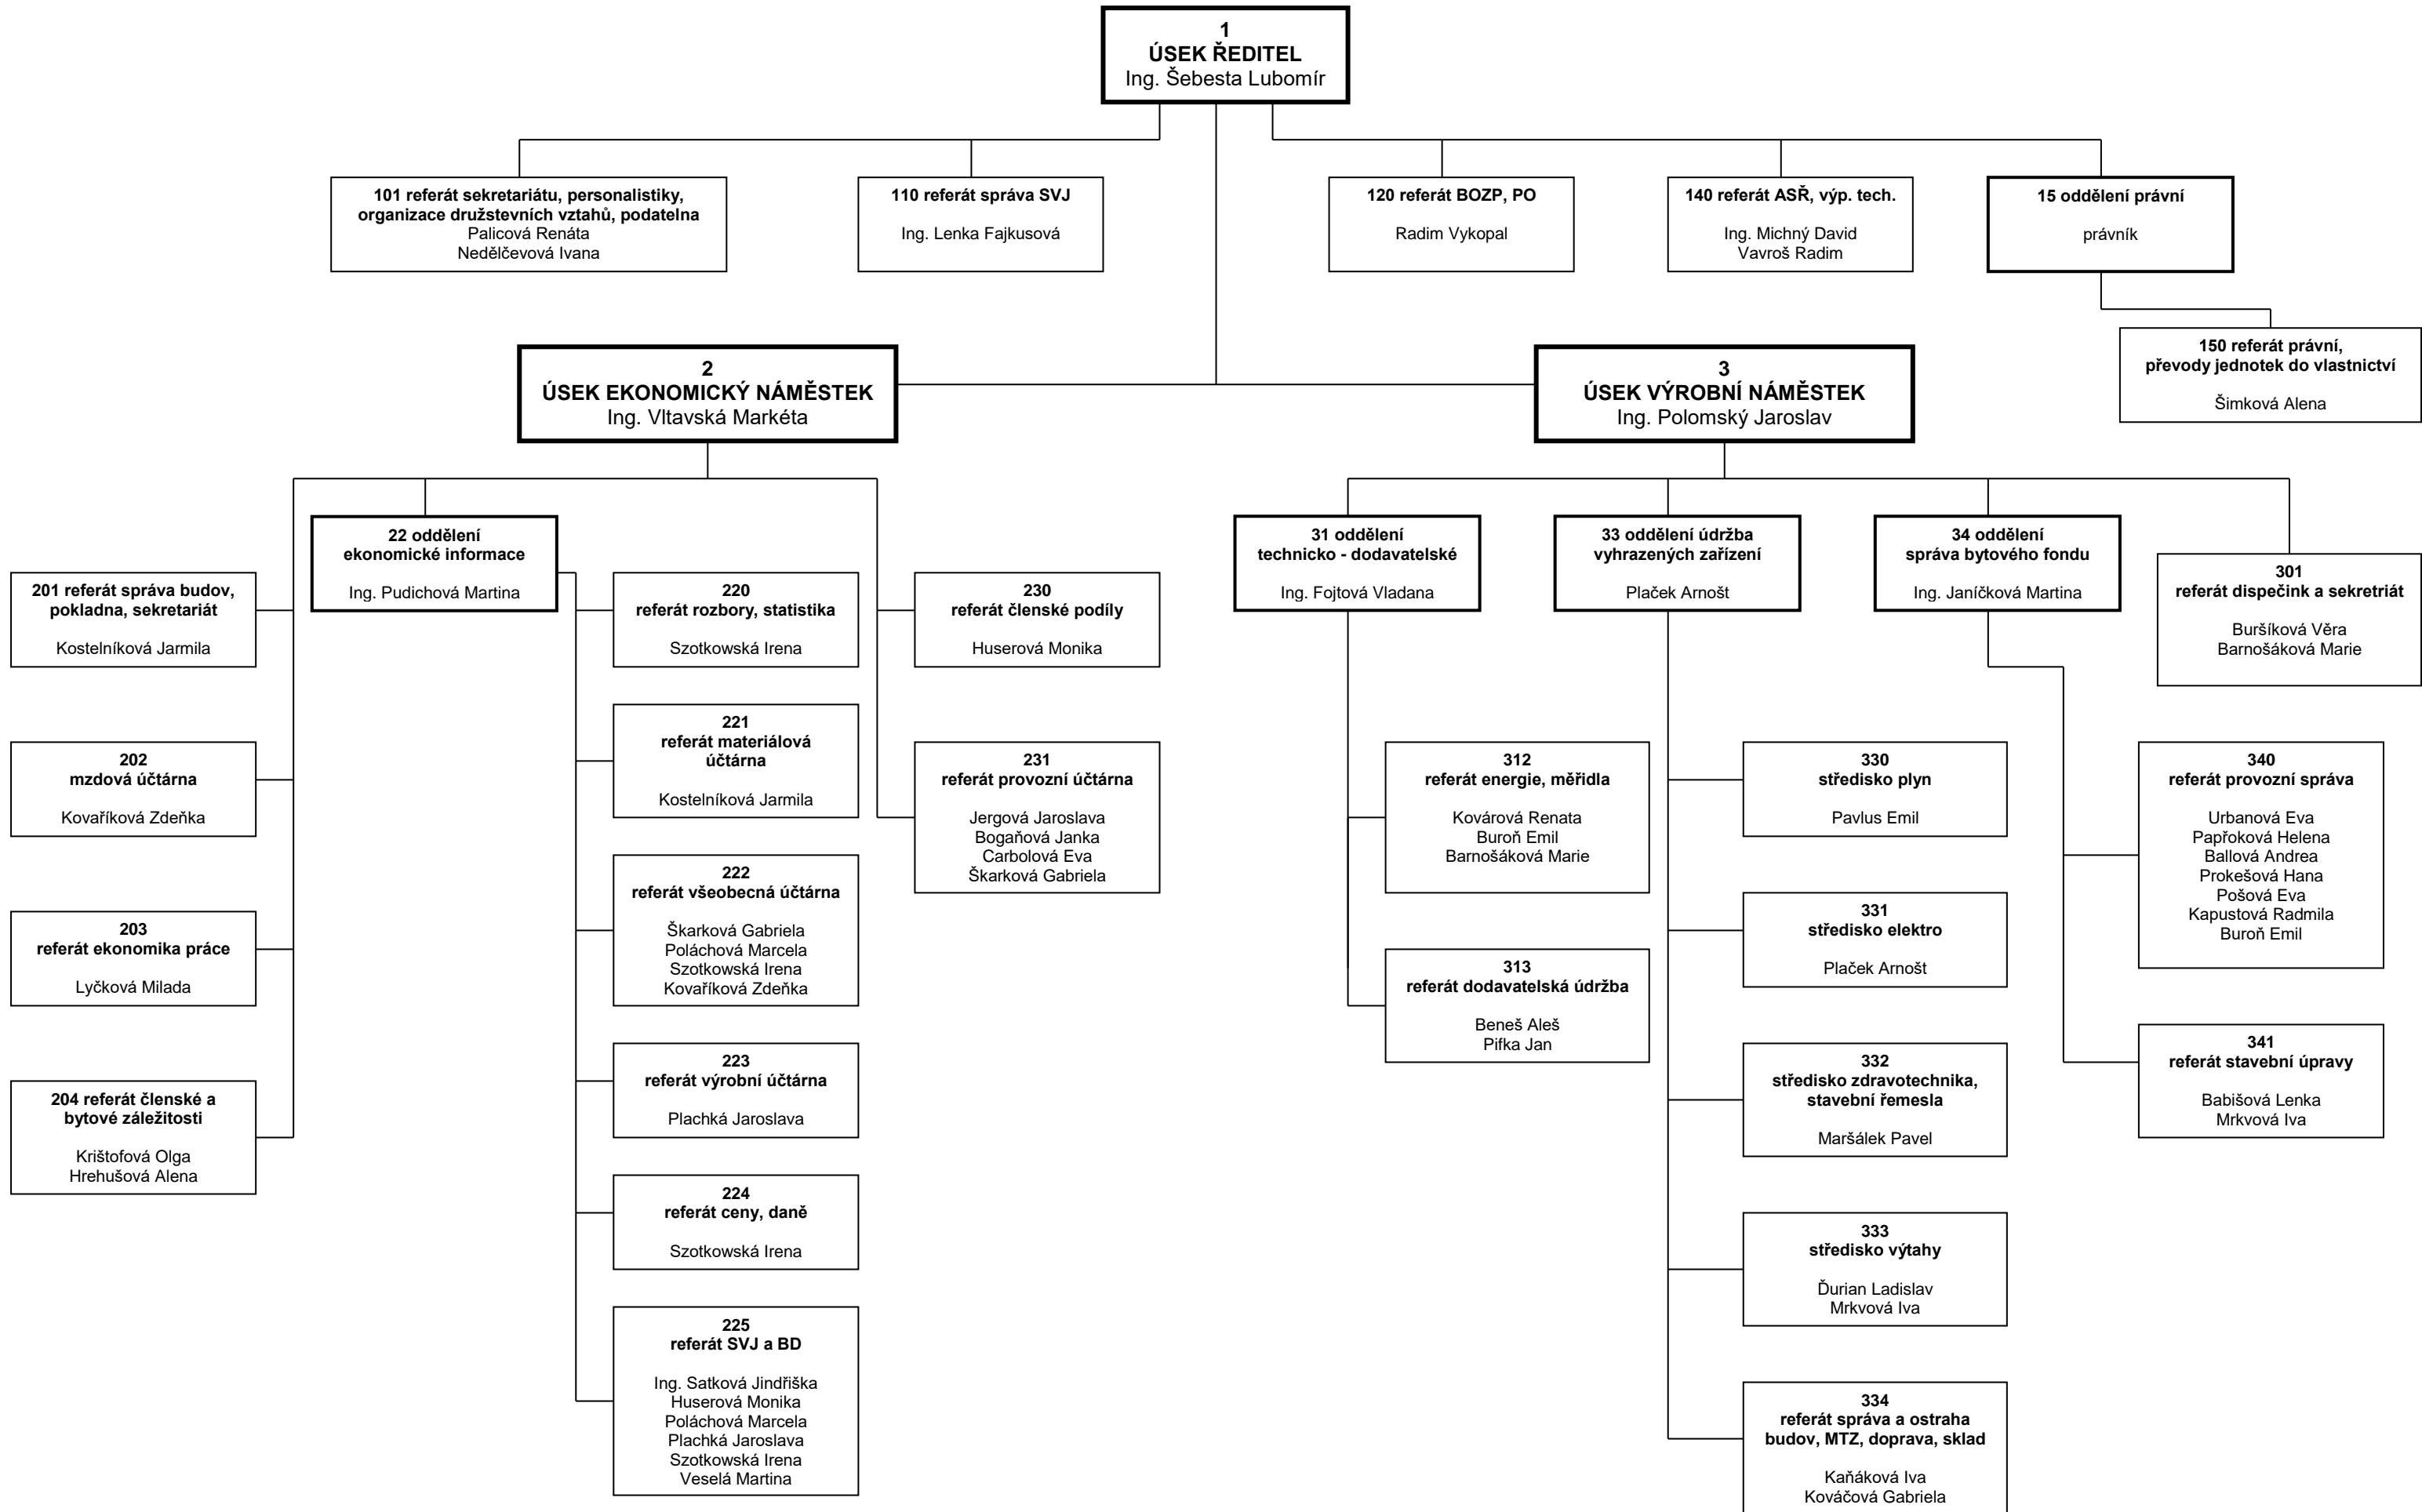 1
ÚSEK ŘEDITEL
Ing. Šebesta Lubomír
101 referát sekretariátu, personalistiky,
organizace družstevních vztahů, podatelna
Palicová Renáta
Nedělčevová Ivana
110 referát správa SVJ
Ing. Lenka Fajkusová
120 referát BOZP, PO
Radim Vykopal
140 referát ASŘ, výp. tech.
Ing. Michný David
Vavroš Radim
15 oddělení právní
právník
150 referát právní,
převody jednotek do vlastnictví
Šimková Alena
2
ÚSEK EKONOMICKÝ NÁMĚSTEK
Ing. Vltavská Markéta
3
ÚSEK VÝROBNÍ NÁMĚSTEK
Ing. Polomský Jaroslav
22 oddělení
ekonomické informace
Ing. Pudichová Martina
201 referát správa budov,
pokladna, sekretariát
Kostelníková Jarmila
202
mzdová účtárna
Kovaříková Zdeňka
203
referát ekonomika práce
Lyčková Milada
204 referát členské a
bytové záležitosti
Krištofová Olga
Hrehušová Alena
220
referát rozbory, statistika
Szotkowská Irena
221
referát materiálová
účtárna
Kostelníková Jarmila
222
referát všeobecná účtárna
Škarková Gabriela
Poláchová Marcela
Szotkowská Irena
Kovaříková Zdeňka
223
referát výrobní účtárna
Plachká Jaroslava
224
referát ceny, daně
Szotkowská Irena
225
referát SVJ a BD
Ing. Satková Jindřiška
Huserová Monika
Poláchová Marcela
Plachká Jaroslava
Szotkowská Irena
Veselá Martina
230
referát členské podíly
Huserová Monika
231
referát provozní účtárna
Jergová Jaroslava
Bogaňová Janka
Carbolová Eva
Škarková Gabriela
31 oddělení
technicko - dodavatelské
Ing. Fojtová Vladana
312
referát energie, měřidla
Kovárová Renata
Buroň Emil
Barnošáková Marie
313
referát dodavatelská údržba
Beneš Aleš
Pifka Jan
33 oddělení údržba
vyhrazených zařízení
Plaček Arnošt
330
středisko plyn
Pavlus Emil
331
středisko elektro
Plaček Arnošt
332
středisko zdravotechnika,
stavební řemesla
Maršálek Pavel
333
středisko výtahy
Ďurian Ladislav
Mrkvová Iva
334
referát správa a ostraha
budov, MTZ, doprava, sklad
Kaňáková Iva
Kováčová Gabriela
34 oddělení
správa bytového fondu
Ing. Janíčková Martina
301
referát dispečink a sekretriát
Buršíková Věra
Barnošáková Marie
340
referát provozní správa
Urbanová Eva
Papřoková Helena
Ballová Andrea
Prokešová Hana
Pošová Eva
Kapustová Radmila
Buroň Emil
341
referát stavební úpravy
Babišová Lenka
Mrkvová Iva